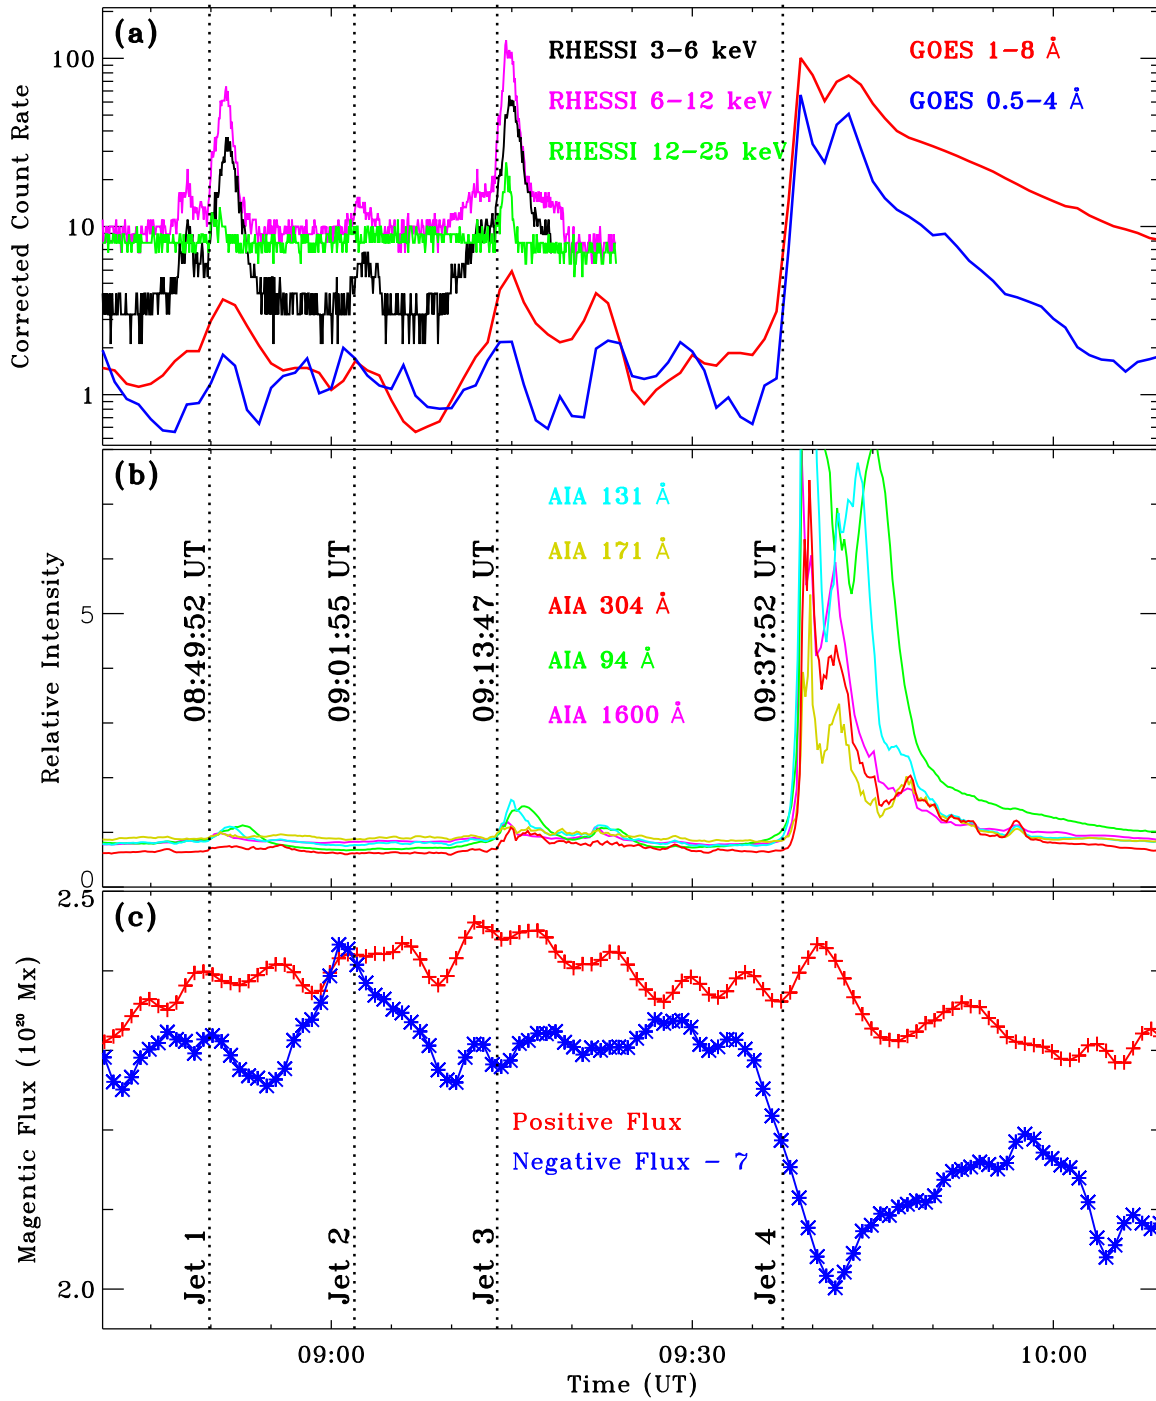 (a)
RHESSI 3–6 keV
GOES 1–8 Å
RHESSI 6–12 keV
GOES 0.5–4 Å
RHESSI 12–25 keV
Corrected Count Rate
100
10
1
(b)
AIA 131 Å
AIA 171 Å
AIA 304 Å
AIA 94 Å
AIA 1600 Å
08:49:52 UT
09:01:55 UT
09:13:47 UT
09:37:52 UT
Relative Intensity
5
0
(c)
2.5
2.0
Magentic Flux (10²⁰ Mx)
Positive Flux
Negative Flux – 7
Jet 1
Jet 2
Jet 3
Jet 4
09:00
09:30
10:00
Time (UT)